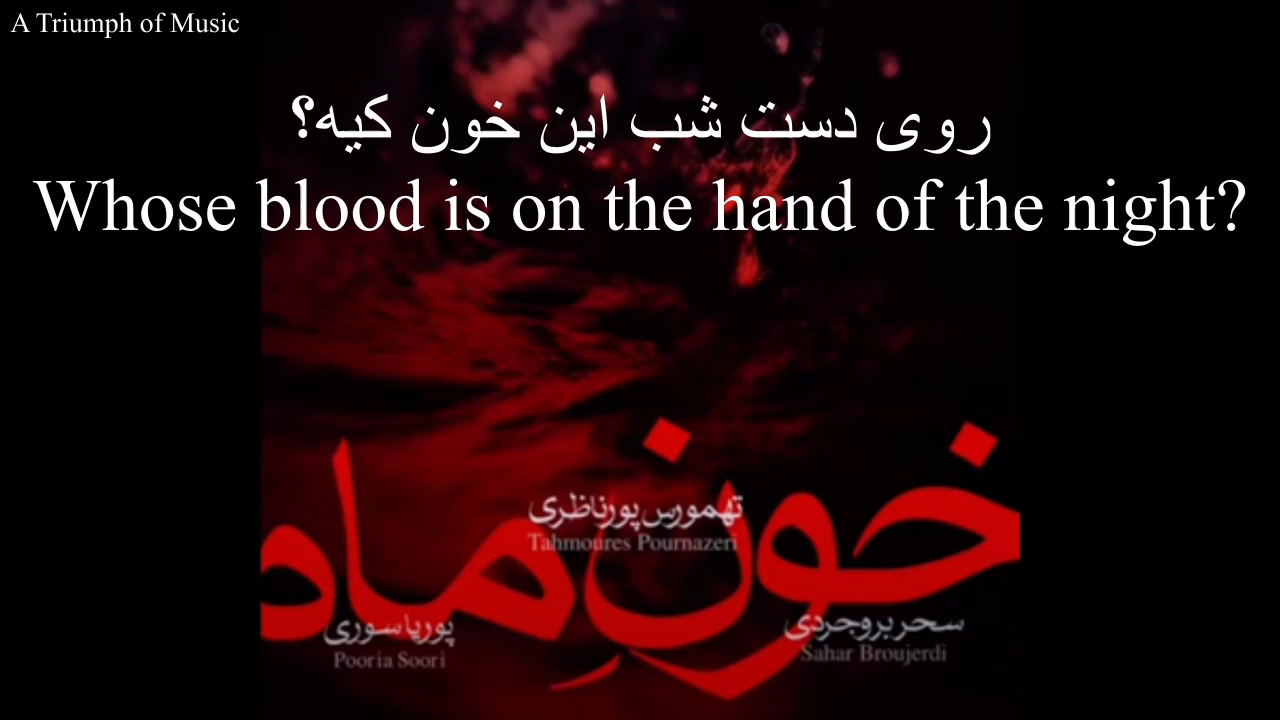 A Triumph of Music
روی دست شب این خون کیه؟
Whose blood is on the hand of the night?
خونِ ماه
تهمورس پورناظری
Tahmoures Pournazeri
سحر بروجردی
Sahar Broujerdi
پوریا سوری
Pooria Soori